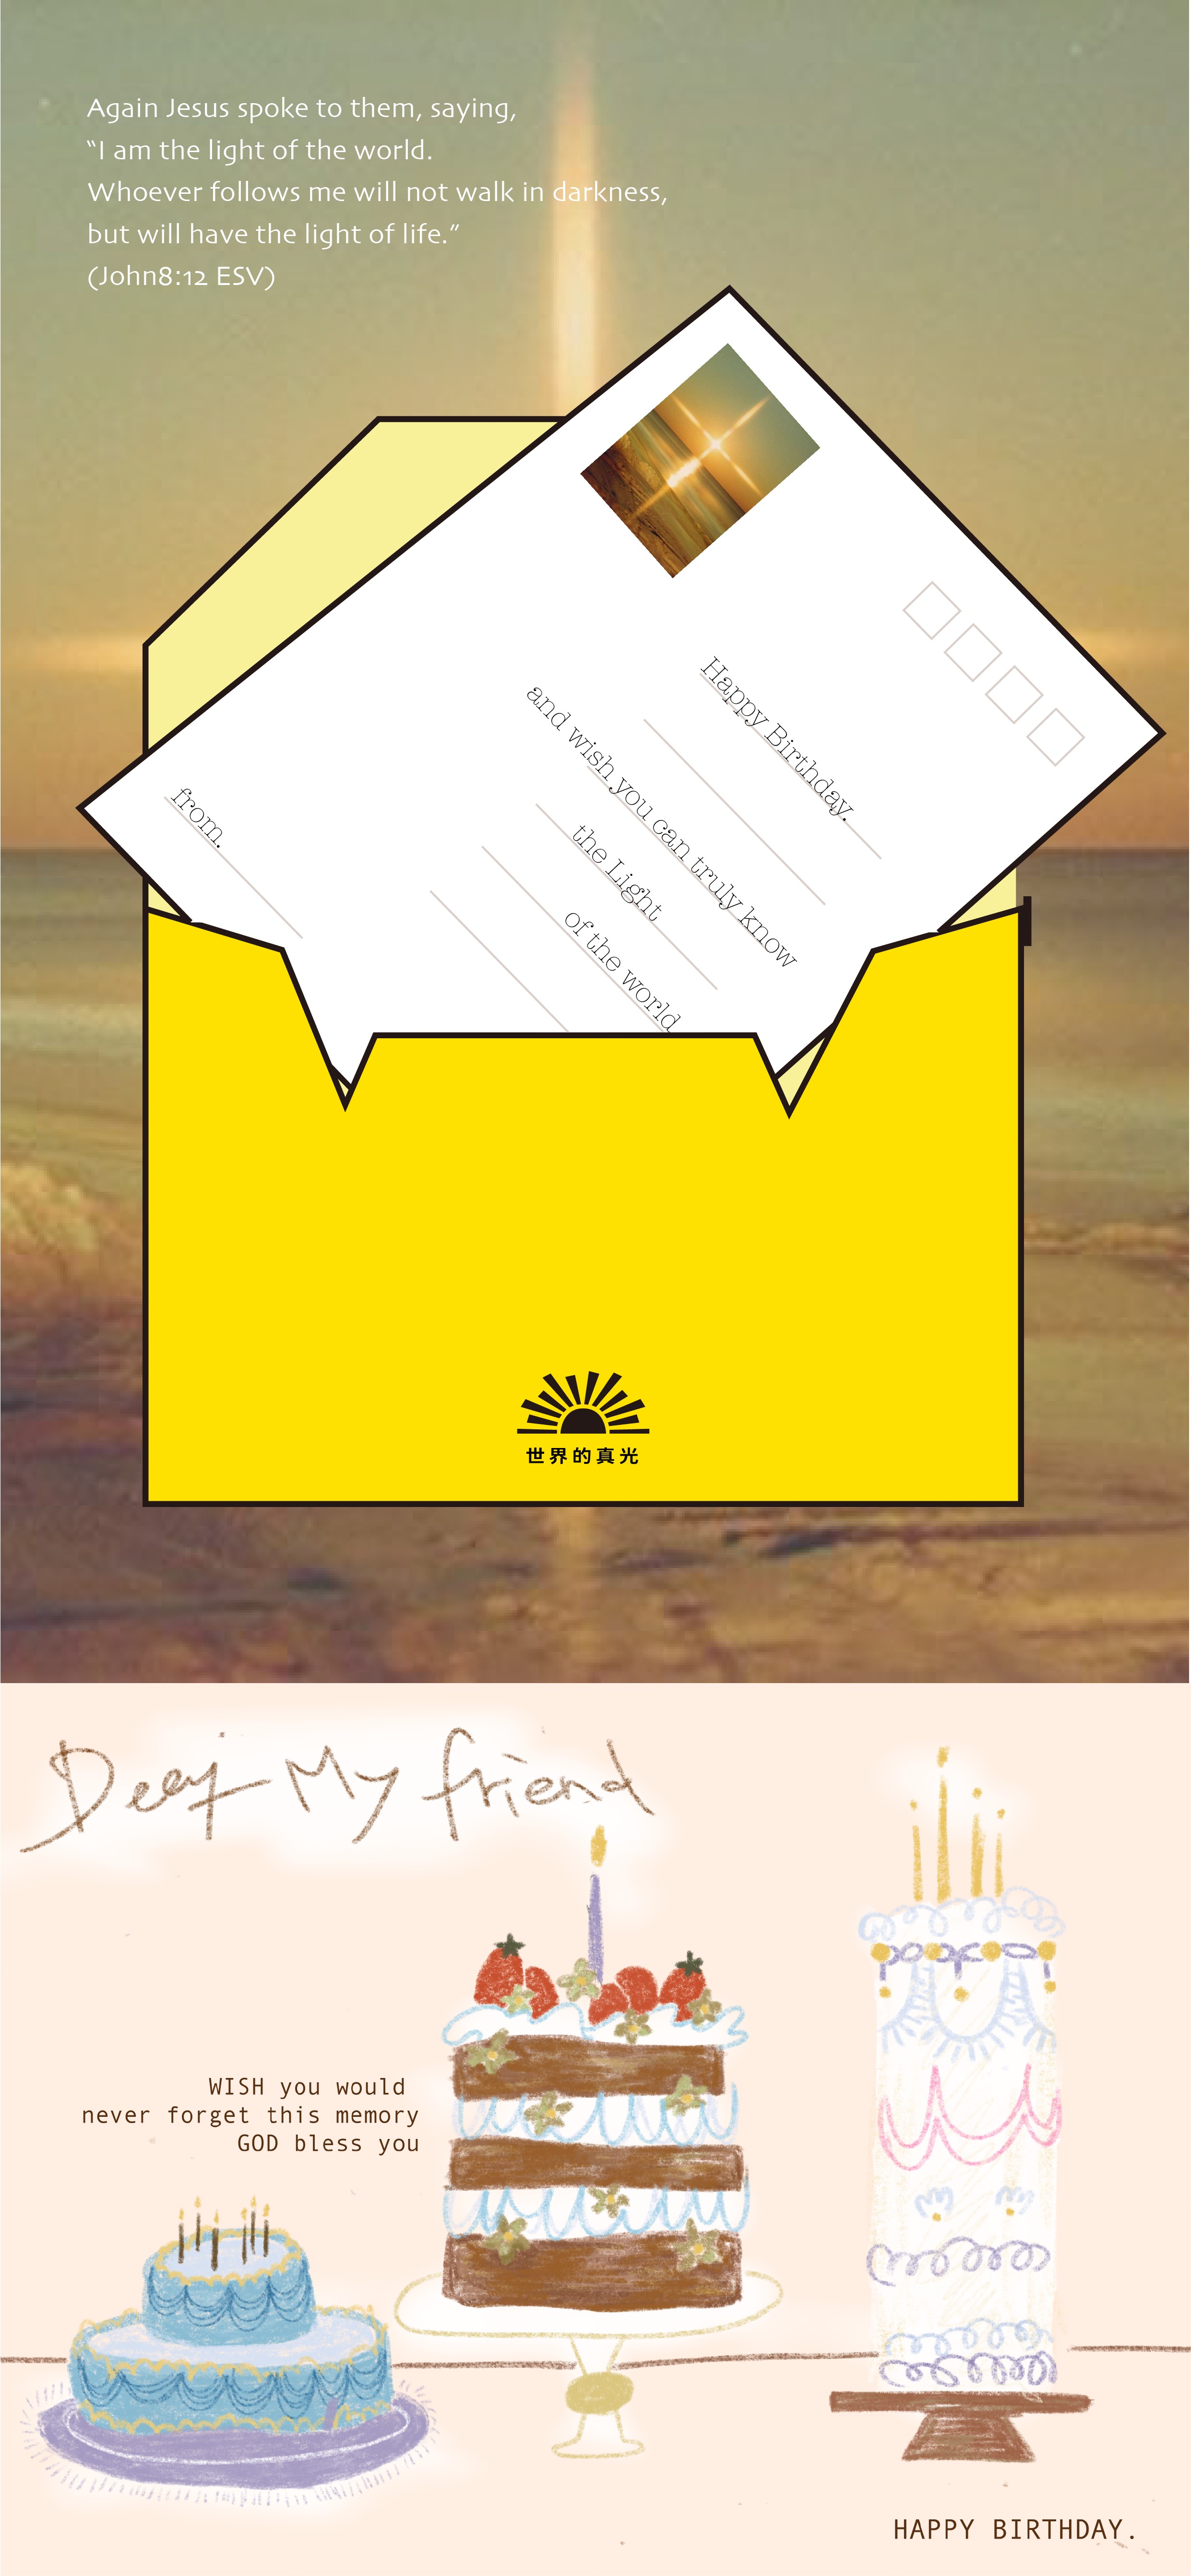 Again Jesus spoke to them, saying,
“I am the light of the world.
Whoever follows me will not walk in darkness,
but will have the light of life.”
(John8:12 ESV)
Happy Birthday.
and wish you can truly know
the Light
of the world
from.
世界的真光
Dear My friend
WISH you would
never forget this memory
GOD bless you
HAPPY BIRTHDAY.